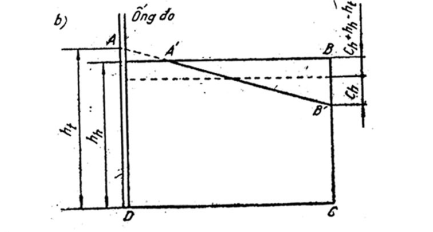 b)
Ống đo
A
A'
B
C_h+h_h-h_t
C_h
B'
h_t
h_h
D
C